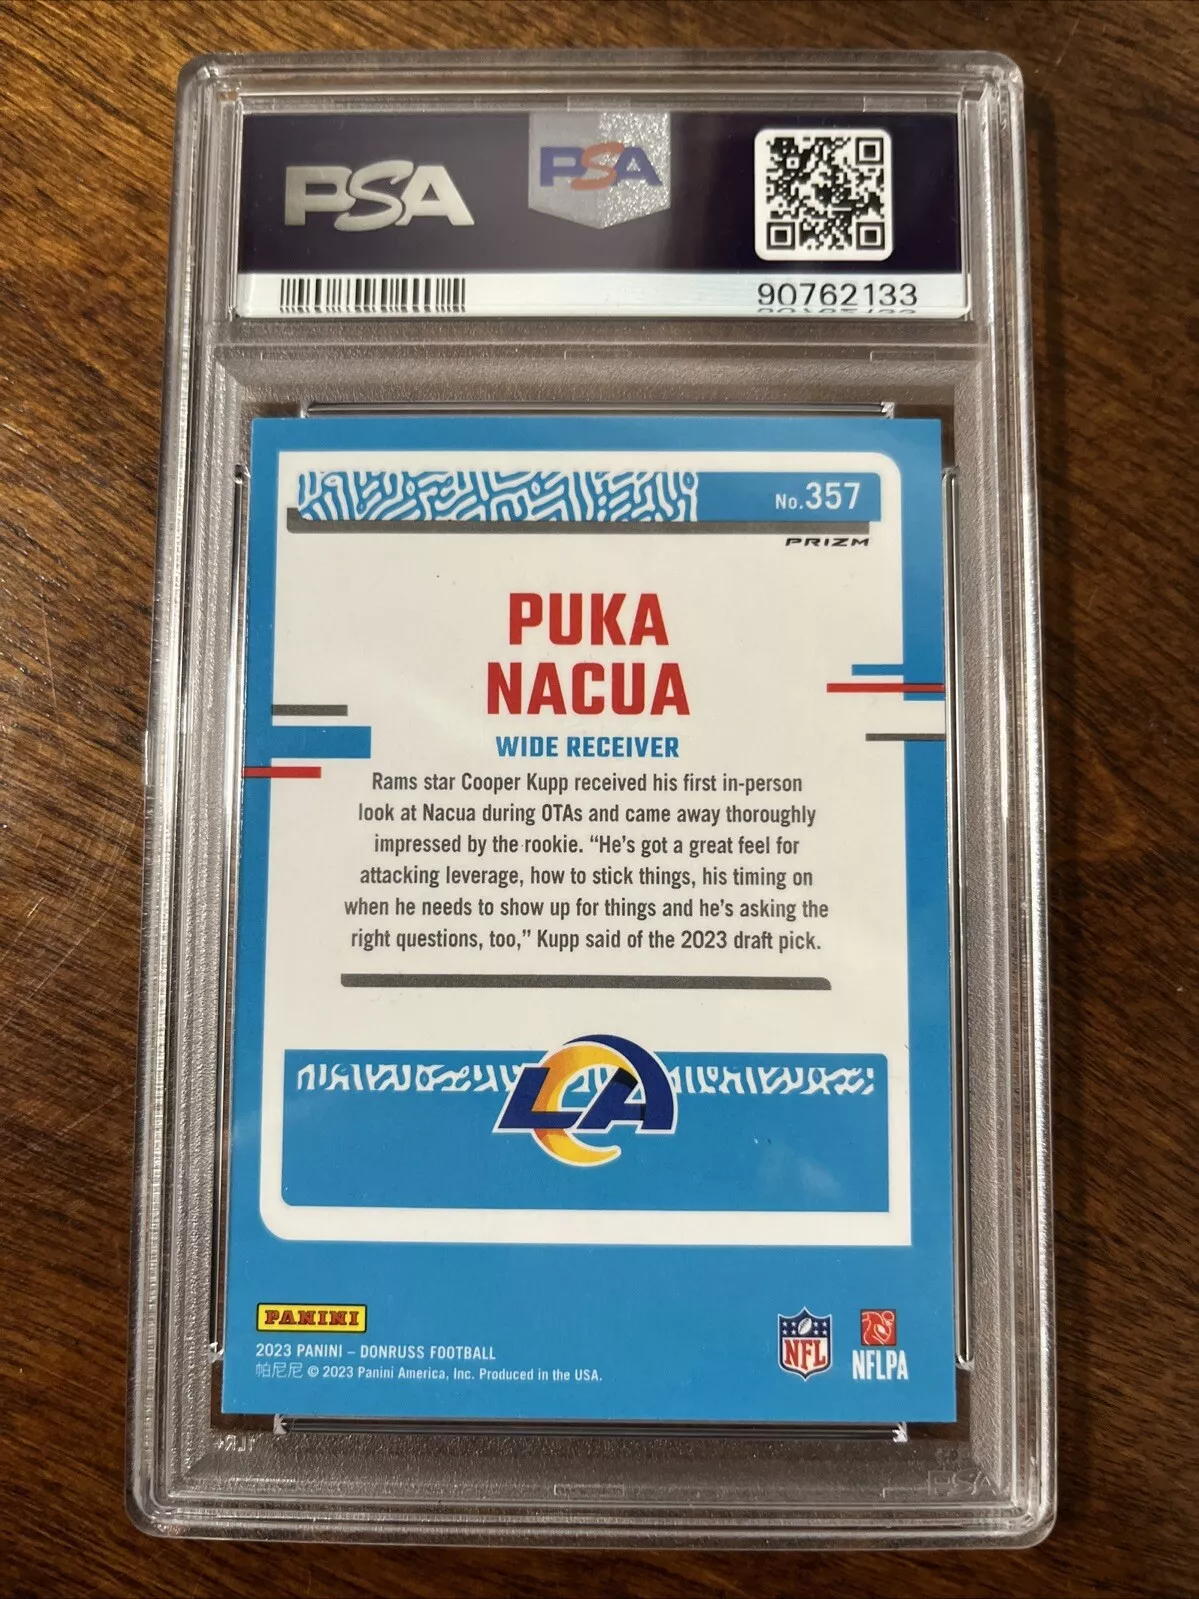 PSA
PSA
90762133
No.357
PRIZM
PUKA
NACUA
WIDE RECEIVER
Rams star Cooper Kupp received his first in-person
look at Nacua during OTAs and came away thoroughly
impressed by the rookie. “He's got a great feel for
attacking leverage, how to stick things, his timing on
when he needs to show up for things and he's asking the
right questions, too,” Kupp said of the 2023 draft pick.
LA
PANINI
2023 PANINI – DONRUSS FOOTBALL
帕尼尼 © 2023 Panini America, Inc. Produced in the USA.
NFL
NFLPA
PSA